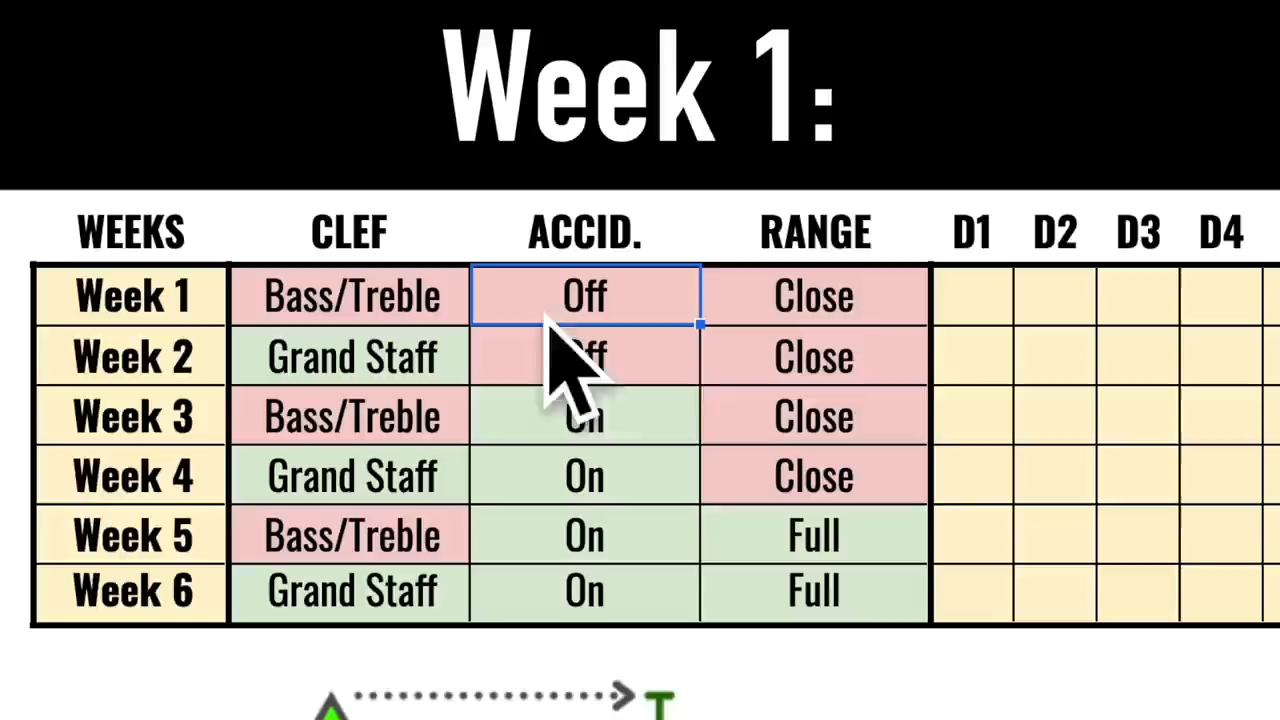 Week 1:
WEEKS CLEF ACCID. RANGE D1 D2 D3 D4
Week 1 Bass/Treble Off Close
Week 2 Grand Staff Off Close
Week 3 Bass/Treble On Close
Week 4 Grand Staff On Close
Week 5 Bass/Treble On Full
Week 6 Grand Staff On Full